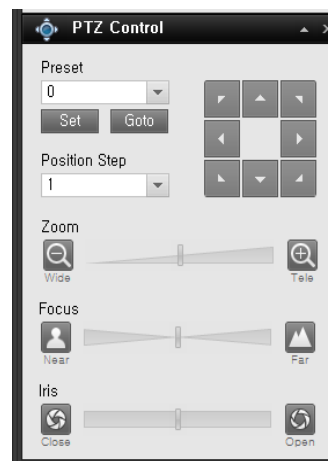 PTZ Control
Preset
0
Set Goto
Position Step
1
Zoom
Wide Tele
Focus
Near Far
Iris
Close Open